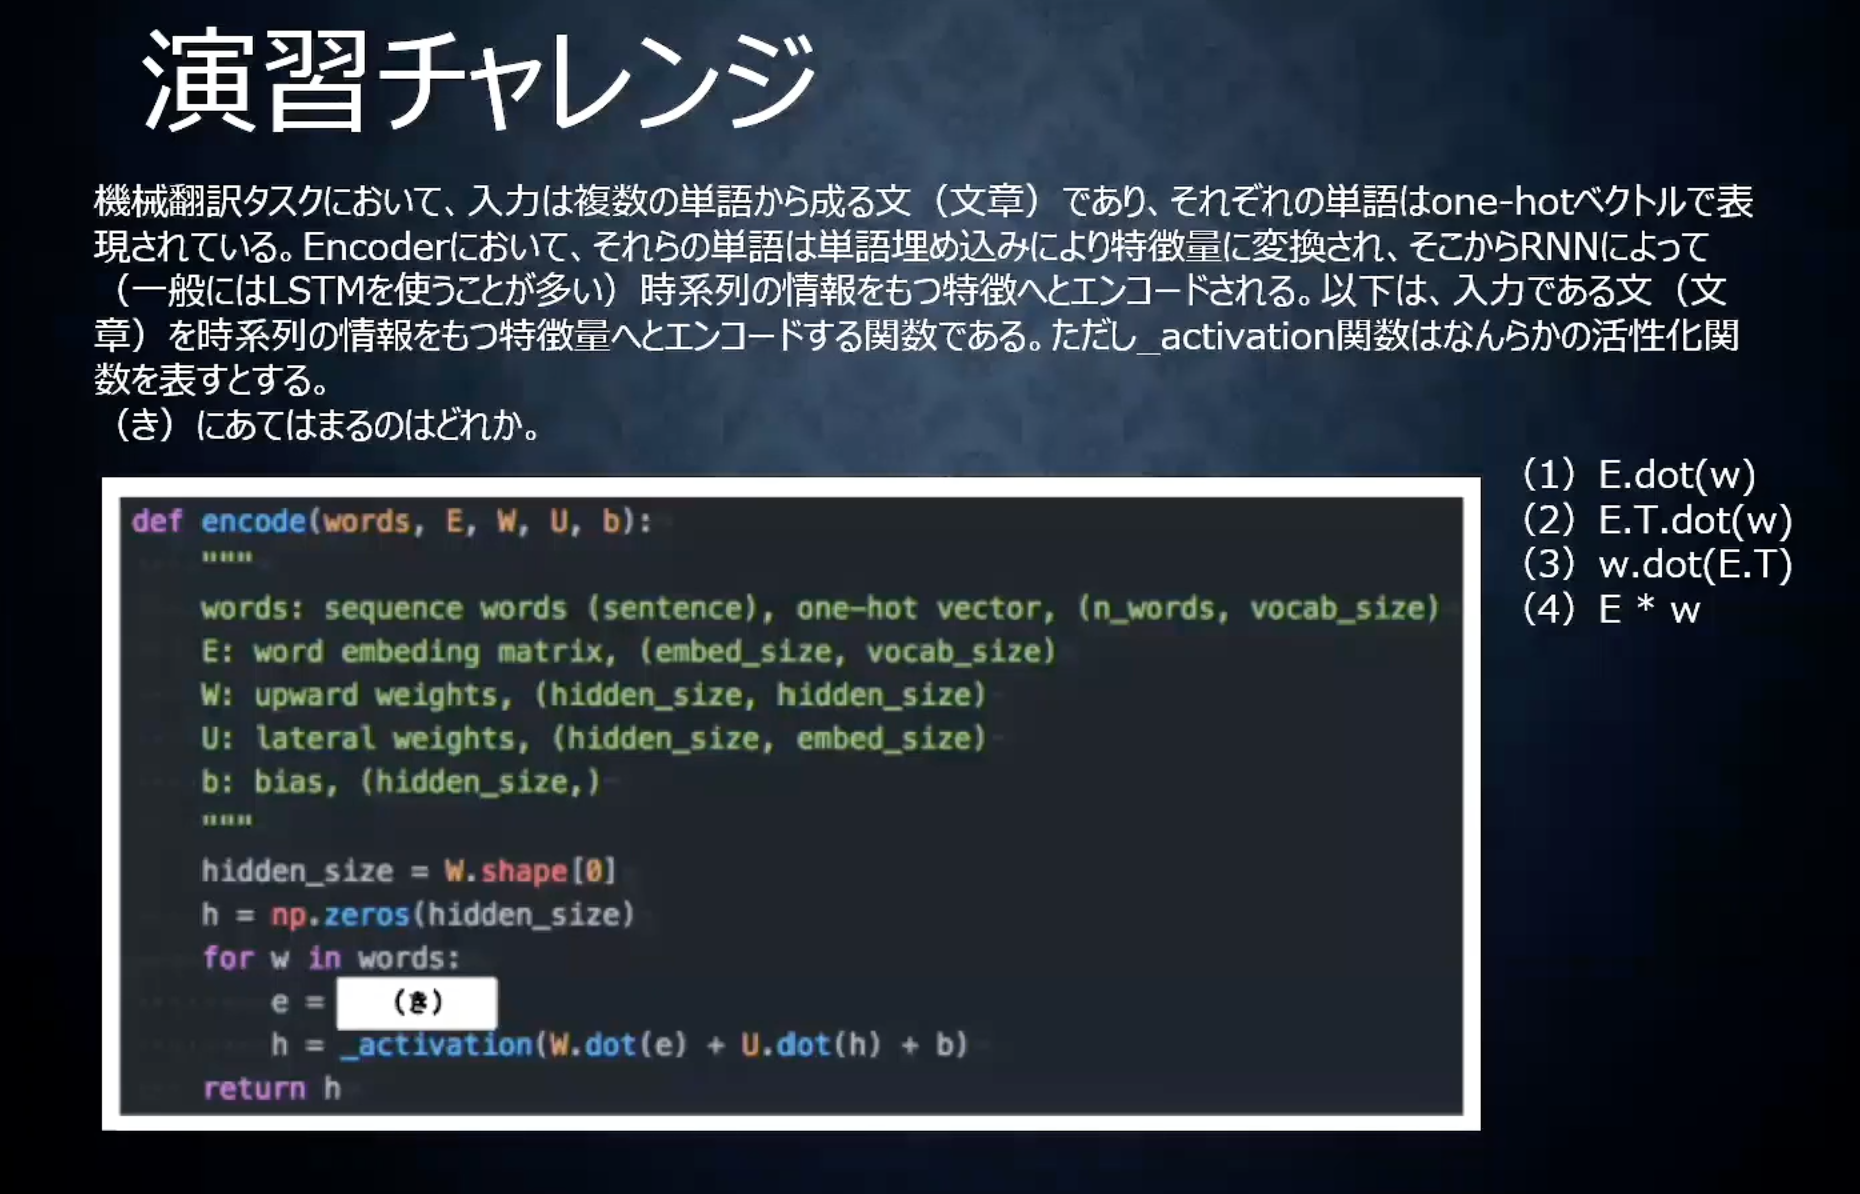 演習チャレンジ
機械翻訳タスクにおいて、入力は複数の単語から成る文（文章）であり、それぞれの単語はone-hotベクトルで表
現されている。Encoderにおいて、それらの単語は単語埋め込みにより特徴量に変換され、そこからRNNによって
（一般にはLSTMを使うことが多い）時系列の情報をもつ特徴へとエンコードされる。以下は、入力である文（文
章）を時系列の情報をもつ特徴量へとエンコードする関数である。ただし_activation関数はなんらかの活性化関
数を表すとする。
（き）にあてはまるのはどれか。
def encode(words, E, W, U, b):
"""
words: sequence words (sentence), one-hot vector, (n_words, vocab_size)
E: word embeding matrix, (embed_size, vocab_size)
W: upward weights, (hidden_size, hidden_size)
U: lateral weights, (hidden_size, embed_size)
b: bias, (hidden_size,)
"""
hidden_size = W.shape[0]
h = np.zeros(hidden_size)
for w in words:
e = （き）
h = _activation(W.dot(e) + U.dot(h) + b)
return h
（1）E.dot(w)
（2）E.T.dot(w)
（3）w.dot(E.T)
（4）E * w